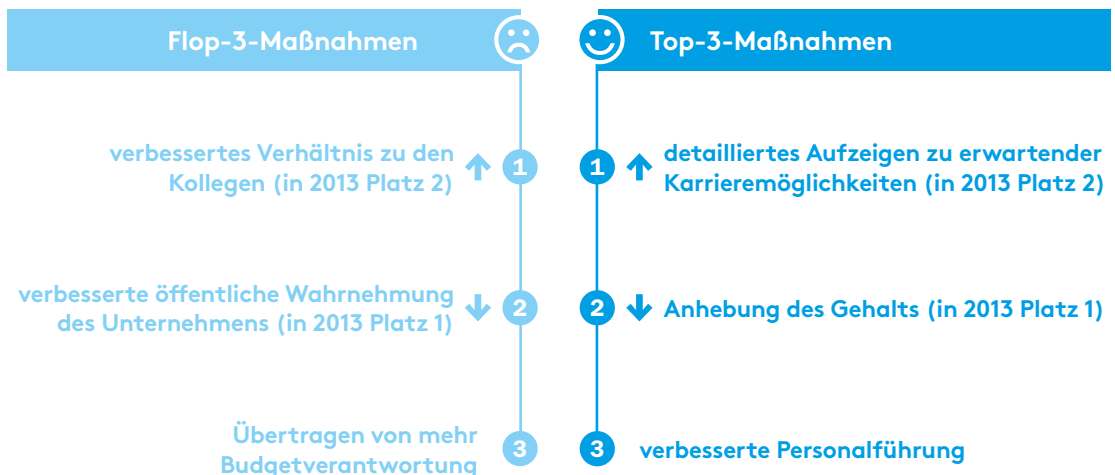 Flop-3-Maßnahmen
verbessertes Verhältnis zu den
Kollegen (in 2013 Platz 2)
1
verbesserte öffentliche Wahrnehmung
des Unternehmens (in 2013 Platz 1)
2
Übertragen von mehr
Budgetverantwortung
3
Top-3-Maßnahmen
1
detailliertes Aufzeigen zu erwartender
Karrieremöglichkeiten (in 2013 Platz 2)
2
Anhebung des Gehalts (in 2013 Platz 1)
3
verbesserte Personalführung